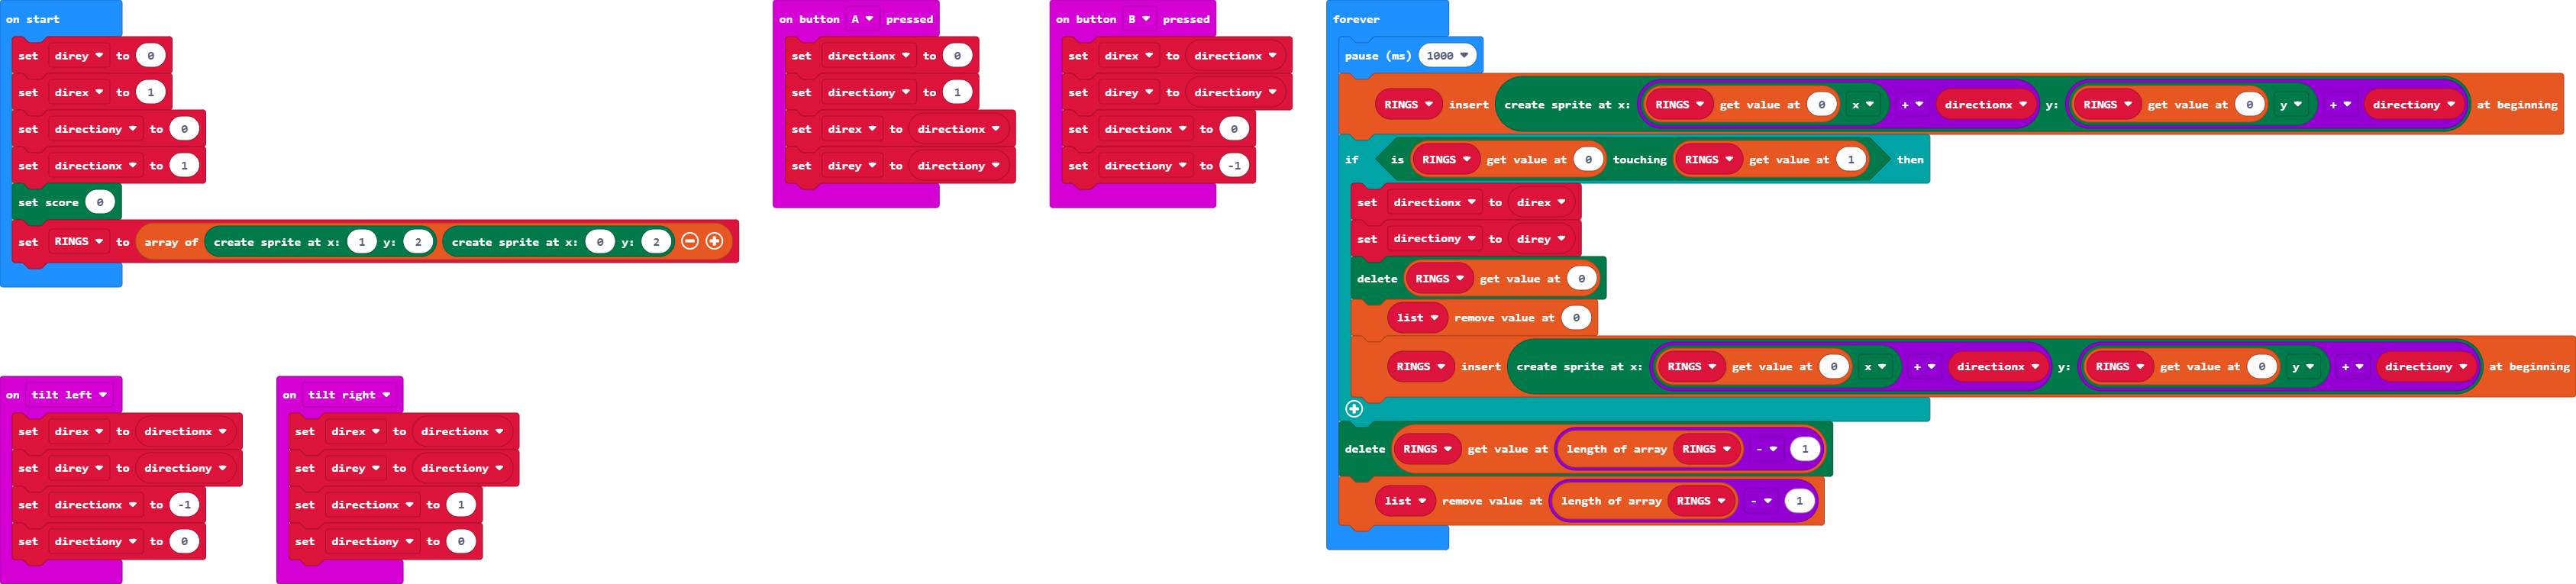 on start
set direy to 0
set direx to 1
set directiony to 0
set directionx to 1
set score 0
set RINGS to array of create sprite at x: 1 y: 2 create sprite at x: 0 y: 2
on button A pressed
set directionx to 0
set directiony to 1
set direx to directionx
set direy to directiony
on button B pressed
set direx to directionx
set direy to directiony
set directionx to 0
set directiony to -1
forever
pause (ms) 1000
RINGS insert create sprite at x: RINGS get value at 0 x + directionx y: RINGS get value at 0 y + directiony at beginning
if is RINGS get value at 0 touching RINGS get value at 1 then
set directionx to direx
set directiony to direy
delete RINGS get value at 0
list remove value at 0
RINGS insert create sprite at x: RINGS get value at 0 x + directionx y: RINGS get value at 0 y + directiony at beginning
delete RINGS get value at length of array RINGS - 1
list remove value at length of array RINGS - 1
on tilt left
set direx to directionx
set direy to directiony
set directionx to -1
set directiony to 0
on tilt right
set direx to directionx
set direy to directiony
set directionx to 1
set directiony to 0